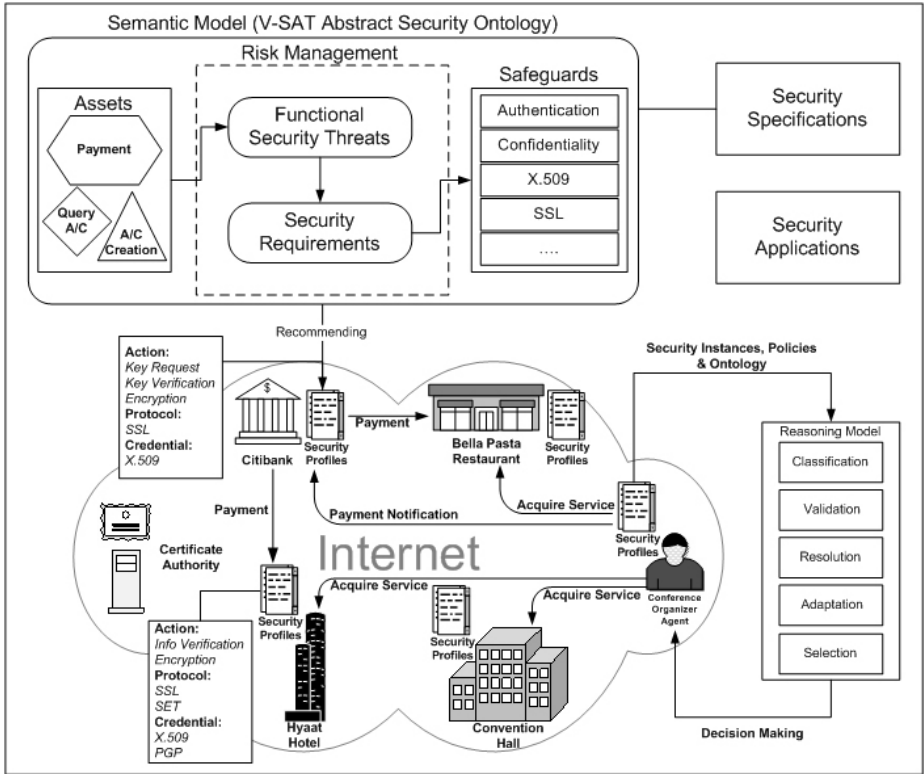 Semantic Model (V-SAT Abstract Security Ontology)
Risk Management
Assets
Payment
Query
A/C
A/C
Creation
Functional
Security Threats
Security
Requirements
Safeguards
Authentication
Confidentiality
X.509
SSL
....
Security
Specifications
Security
Applications
Recommending
Action:
Key Request
Key Verification
Encryption
Protocol:
SSL
Credential:
X.509
$
Citibank
Security
Profiles
Payment
Bella Pasta
Restaurant
Security
Profiles
Security Instances, Policies
& Ontology
Reasoning Model
Classification
Validation
Resolution
Adaptation
Selection
Payment
Payment Notification
Acquire Service
Security
Profiles
Internet
Certificate
Authority
Security
Profiles
Acquire Service
Acquire Service
Conference
Organizer
Agent
Security
Profiles
Action:
Info Verification
Encryption
Protocol:
SSL
SET
Credential:
X.509
PGP
Hyaat
Hotel
Convention
Hall
Decision Making